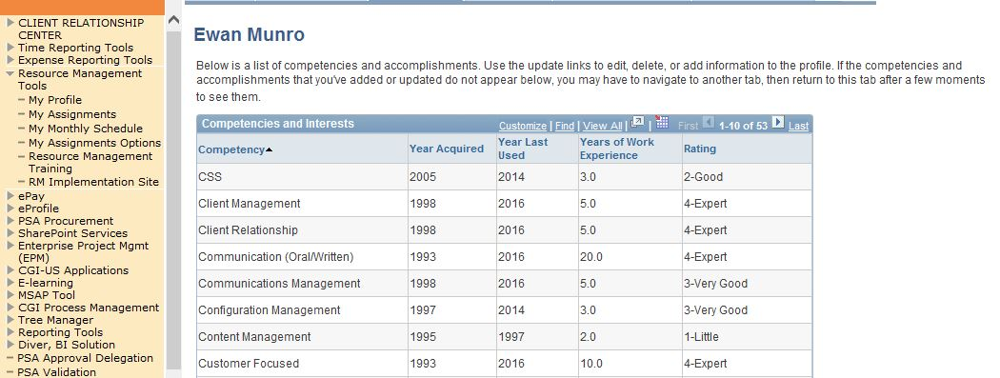 CLIENT RELATIONSHIP
CENTER
Time Reporting Tools
Expense Reporting Tools
Resource Management
Tools
My Profile
My Assignments
My Monthly Schedule
My Assignments Options
Resource Management
Training
RM Implementation Site
ePay
eProfile
PSA Procurement
SharePoint Services
Enterprise Project Mgmt
(EPM)
CGI-US Applications
E-learning
MSAP Tool
CGI Process Management
Tree Manager
Reporting Tools
Diver, BI Solution
PSA Approval Delegation
PSA Validation
Ewan Munro
Below is a list of competencies and accomplishments. Use the update links to edit, delete, or add information to the profile. If the competencies and
accomplishments that you've added or updated do not appear below, you may have to navigate to another tab, then return to this tab after a few moments
to see them.
Competencies and Interests Customize | Find | View All | | First 1-10 of 53 Last
Competency Year Acquired Year Last Used Years of Work Experience Rating
CSS 2005 2014 3.0 2-Good
Client Management 1998 2016 5.0 4-Expert
Client Relationship 1998 2016 5.0 4-Expert
Communication (Oral/Written) 1993 2016 20.0 4-Expert
Communications Management 1998 2016 5.0 3-Very Good
Configuration Management 1997 2014 3.0 3-Very Good
Content Management 1995 1997 2.0 1-Little
Customer Focused 1993 2016 10.0 4-Expert